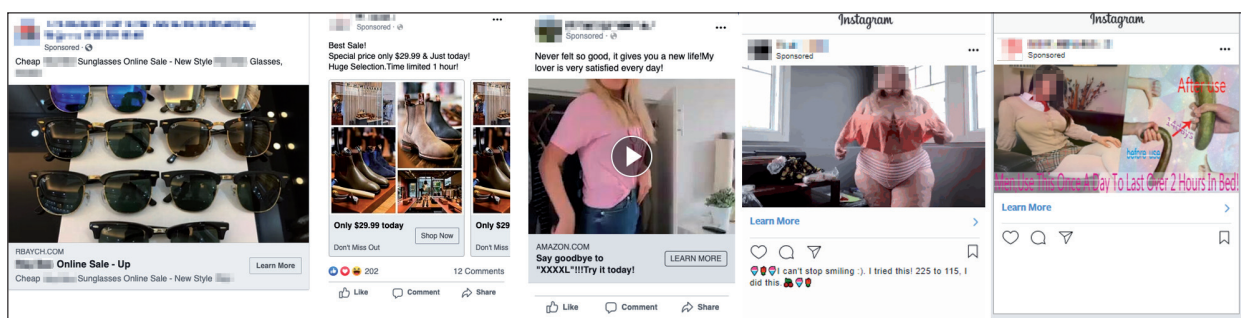 Sponsored ·
Cheap Sunglasses Online Sale - New Style Glasses,
RBAYCH.COM
Online Sale - Up
Cheap Sunglasses Online Sale - New Style
Learn More
Sponsored ·
Best Sale!
Special price only $29.99 & Just today!
Huge Selection.Time limited 1 hour!
Only $29.99 today
Don't Miss Out
Shop Now
Only $29
Don't Miss
202
12 Comments
Like
Comment
Share
Sponsored ·
Never felt so good, it gives you a new life!My
lover is very satisfied every day!
AMAZON.COM
Say goodbye to
"XXXXL"!!!Try it today!
LEARN MORE
Like
Comment
Share
Instagram
Sponsored
Learn More
I can't stop smiling :). I tried this! 225 to 115, I
did this.
Instagram
Sponsored
After use
before use
Men Use This Once A Day To Last Over 2 Hours in Bed!
Learn More